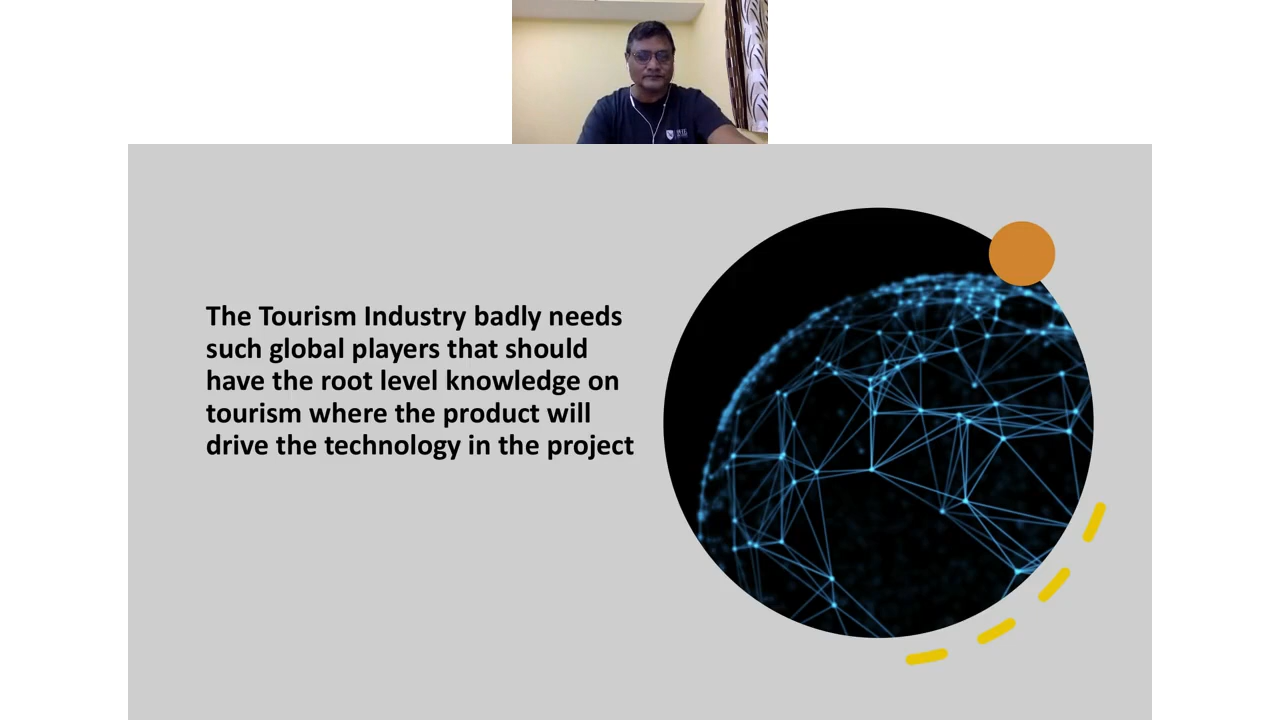 The Tourism Industry badly needs
such global players that should
have the root level knowledge on
tourism where the product will
drive the technology in the project